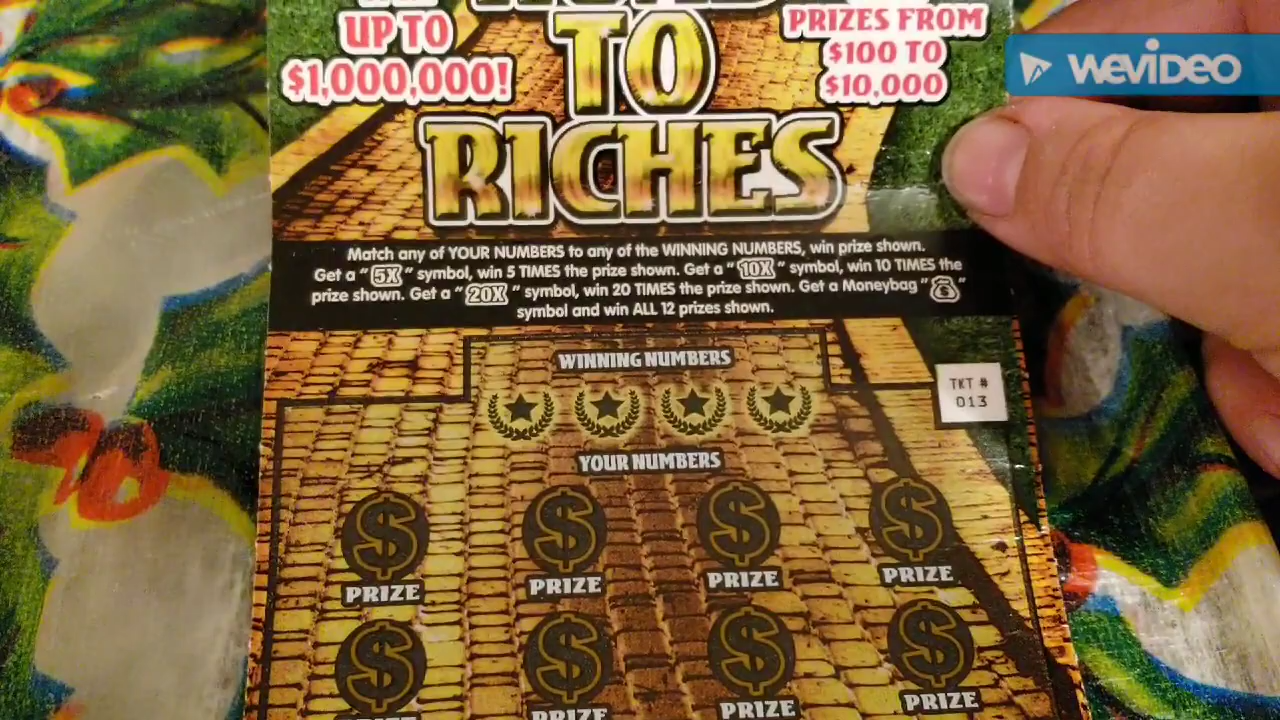 UP TO
$1,000,000!
TO
RICHES
PRIZES FROM
$100 TO
$10,000
WEVIDEO
Match any of YOUR NUMBERS to any of the WINNING NUMBERS, win prize shown.
Get a "5X" symbol, win 5 TIMES the prize shown. Get a "10X" symbol, win 10 TIMES the
prize shown. Get a "20X" symbol, win 20 TIMES the prize shown. Get a Moneybag " "
symbol and win ALL 12 prizes shown.
WINNING NUMBERS
TKT #
013
YOUR NUMBERS
$ $ $ $
PRIZE PRIZE PRIZE PRIZE
$ $ $ $
PRIZE PRIZE PRIZE PRIZE